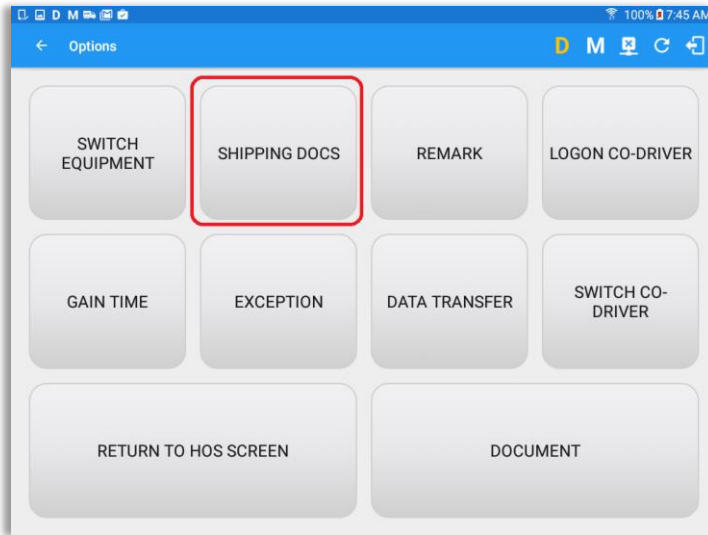 D M 100% 7:45 AM
Options D M
SWITCH
EQUIPMENT
SHIPPING DOCS
REMARK
LOGON CO-DRIVER
GAIN TIME
EXCEPTION
DATA TRANSFER
SWITCH CO-
DRIVER
RETURN TO HOS SCREEN
DOCUMENT